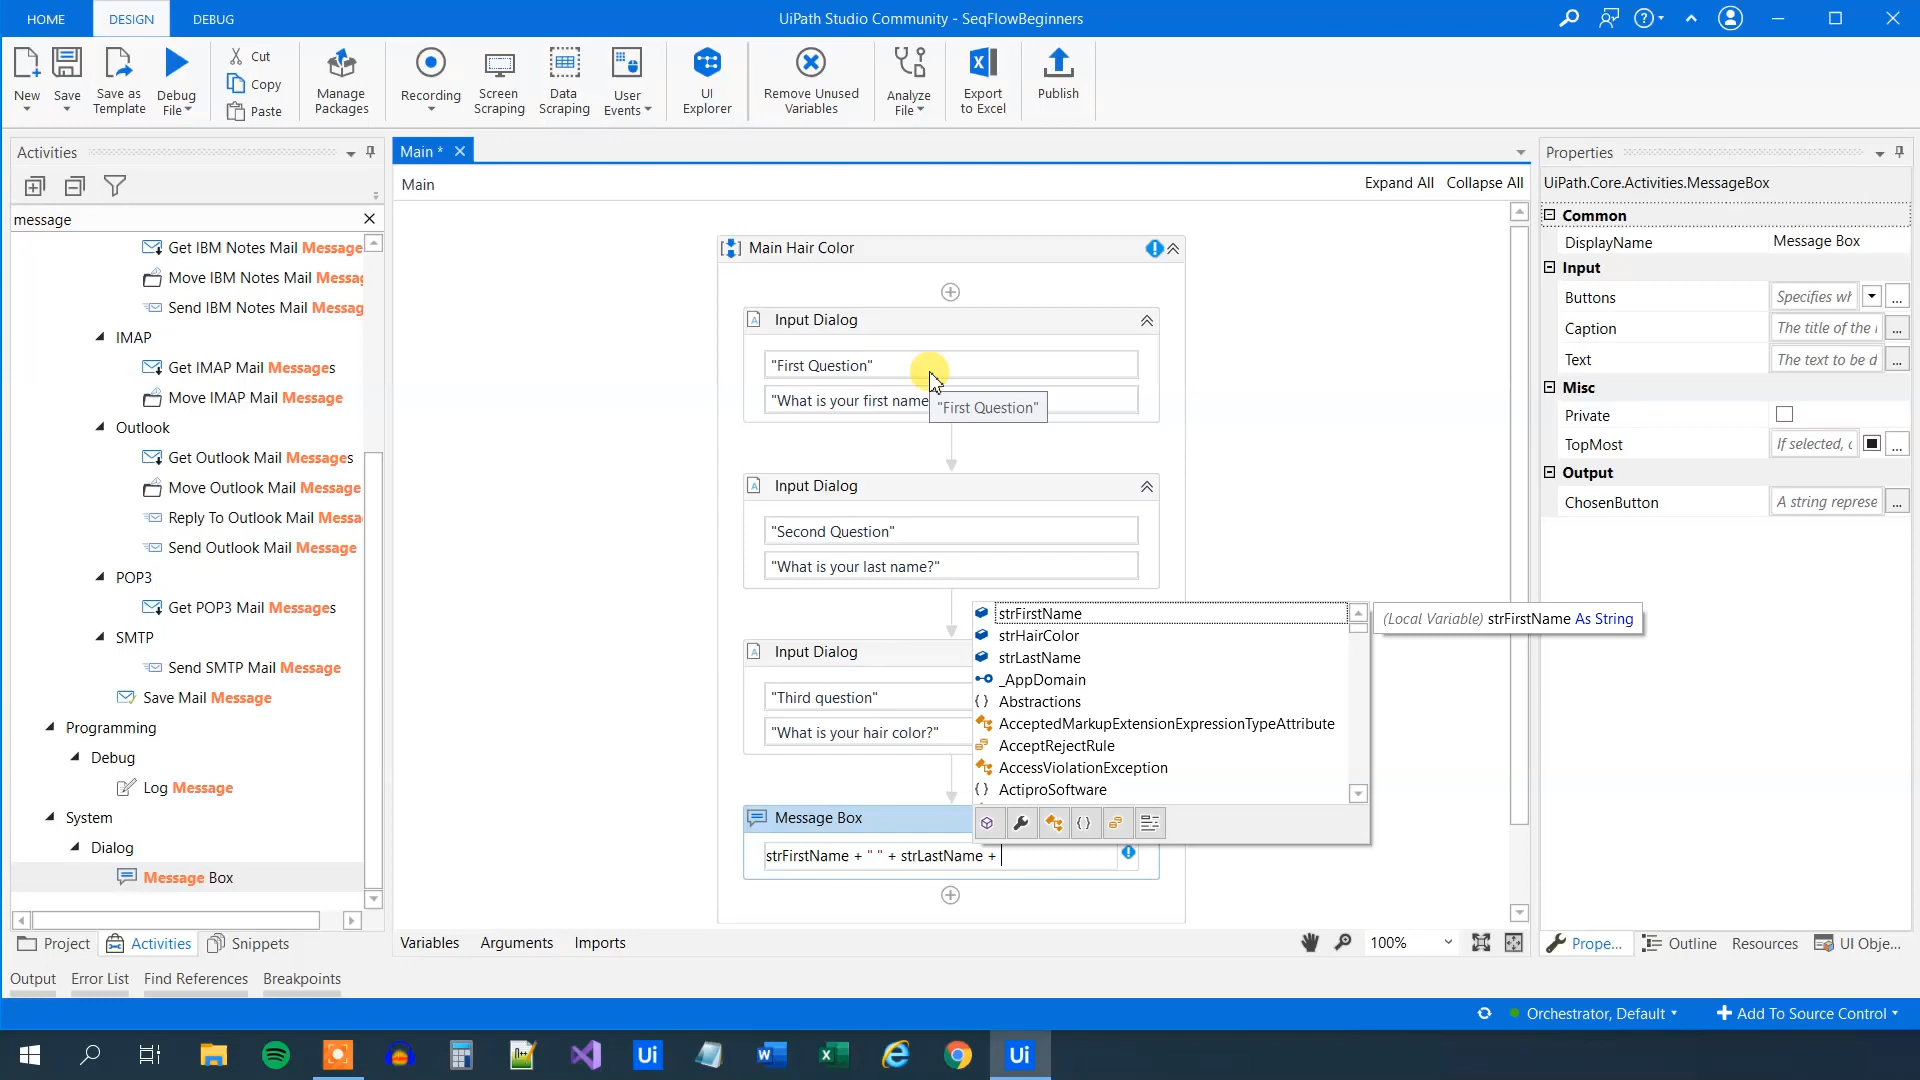 HOME
DESIGN
DEBUG
UiPath Studio Community - SeqFlowBeginners
New
Save
Save as
Template
Debug
File
Cut
Copy
Paste
Manage
Packages
Recording
Screen
Scraping
Data
Scraping
User
Events
UI
Explorer
Remove Unused
Variables
Analyze
File
Export
to Excel
Publish
Activities
message
Get IBM Notes Mail Message
Move IBM Notes Mail Messag
Send IBM Notes Mail Messag
IMAP
Get IMAP Mail Messages
Move IMAP Mail Message
Outlook
Get Outlook Mail Messages
Move Outlook Mail Message
Reply To Outlook Mail Messa
Send Outlook Mail Message
POP3
Get POP3 Mail Messages
SMTP
Send SMTP Mail Message
Save Mail Message
Programming
Debug
Log Message
System
Dialog
Message Box
Project
Activities
Snippets
Main *
Main
Expand All
Collapse All
Main Hair Color
Input Dialog
"First Question"
"What is your first name
"First Question"
Input Dialog
"Second Question"
"What is your last name?"
Input Dialog
"Third question"
"What is your hair color?"
Message Box
strFirstName + " " + strLastName +
strFirstName
strHairColor
strLastName
_AppDomain
Abstractions
AcceptedMarkupExtensionExpressionTypeAttribute
AcceptRejectRule
AccessViolationException
ActiproSoftware
(Local Variable) strFirstName As String
Variables
Arguments
Imports
100%
Properties
UiPath.Core.Activities.MessageBox
Common
DisplayName
Message Box
Input
Buttons
Specifies wh
...
Caption
The title of the i
...
Text
The text to be d
...
Misc
Private
TopMost
If selected, c
...
Output
ChosenButton
A string represe
...
Prope...
Outline
Resources
UI Obje...
Output
Error List
Find References
Breakpoints
Orchestrator, Default
Add To Source Control